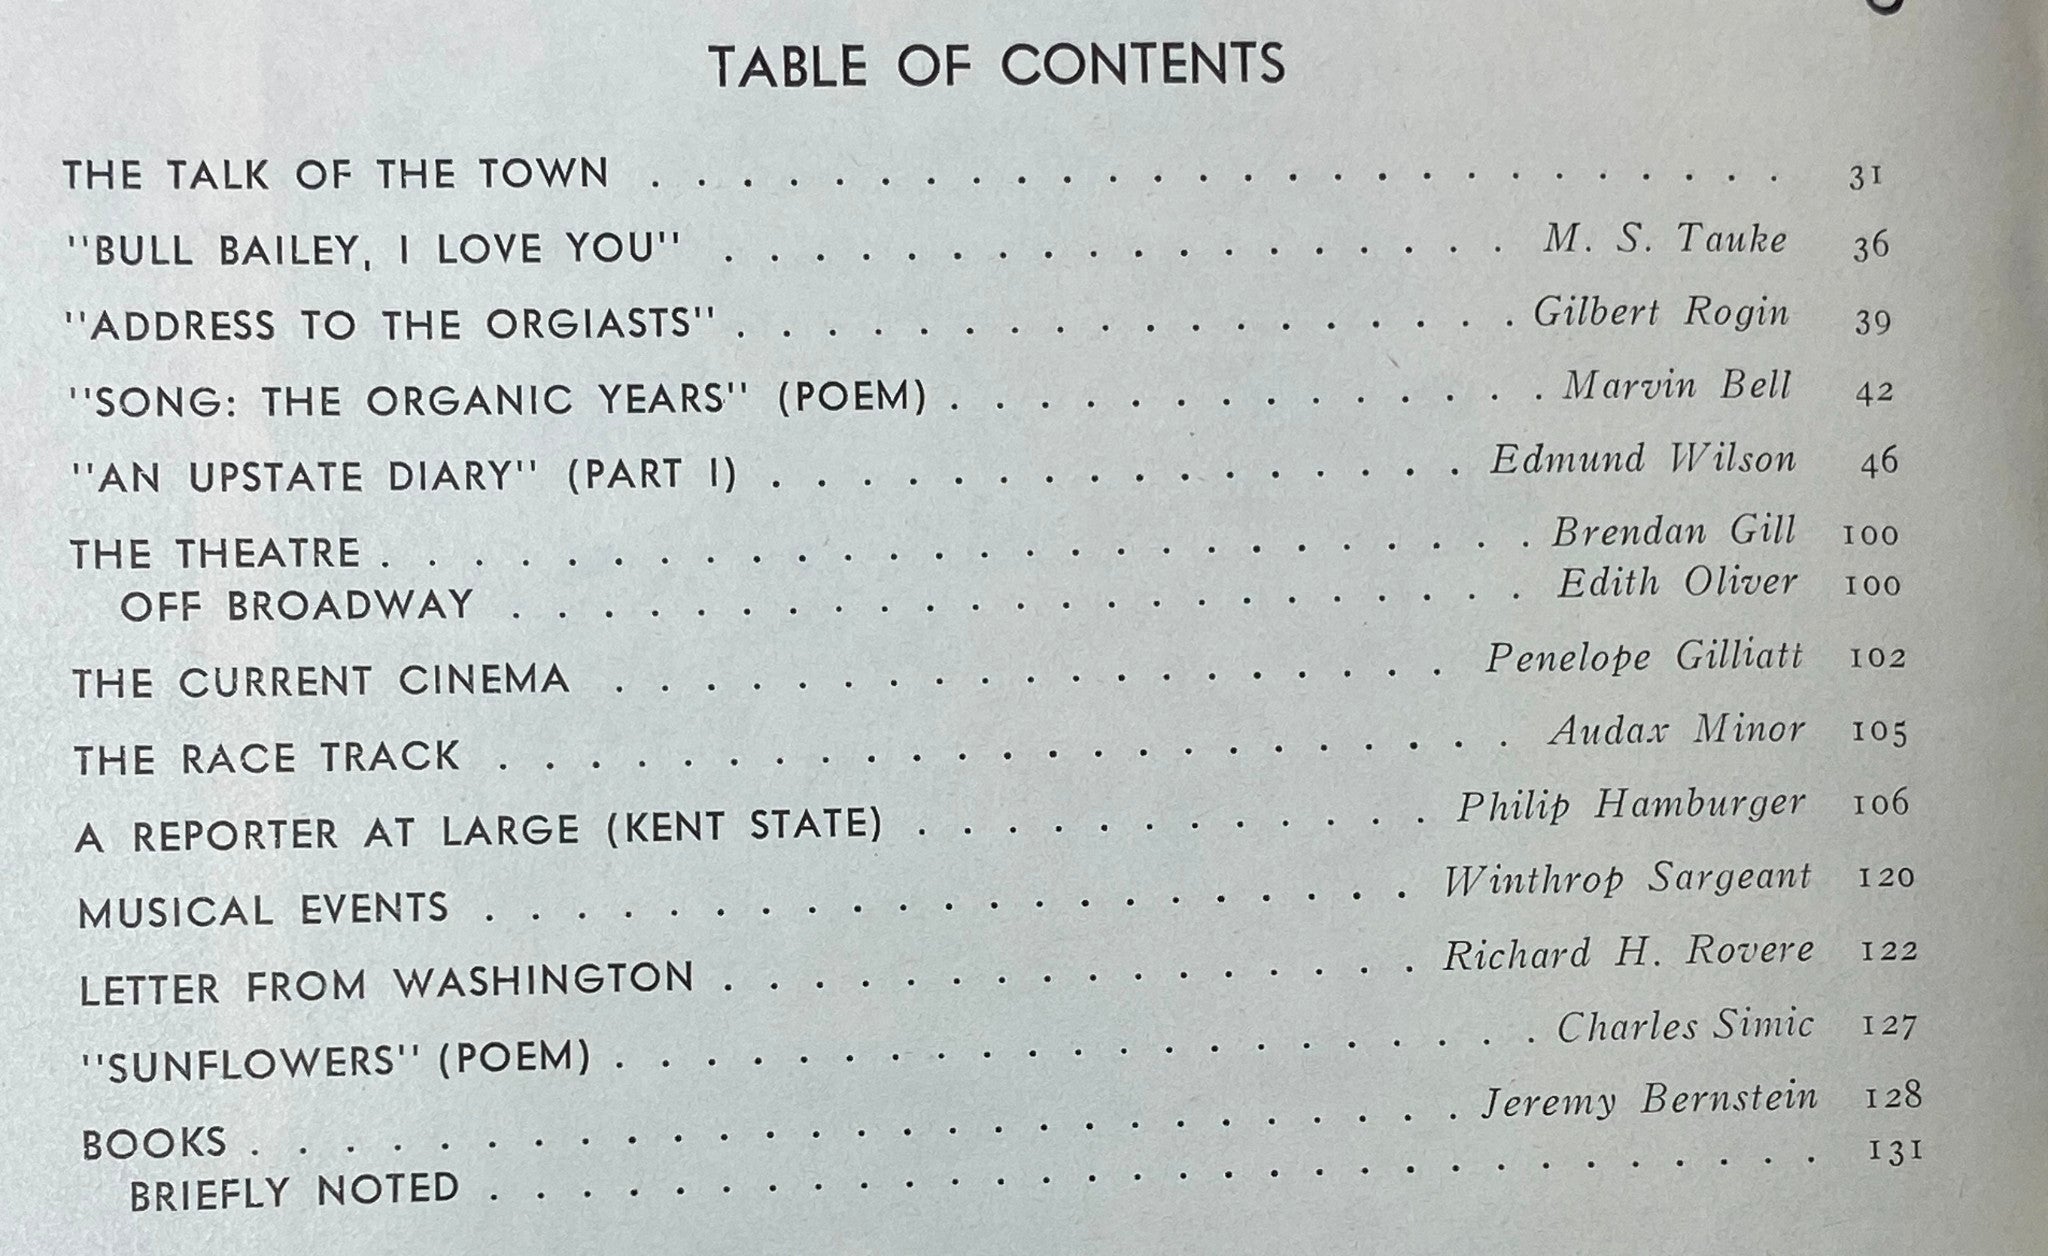 TABLE OF CONTENTS
THE TALK OF THE TOWN . . . . . . . . . . . . . . . . . . . . . . . . . . 31
"BULL BAILEY, I LOVE YOU" . . . . . . . . . . . . . . . . . . M. S. Tauke 36
"ADDRESS TO THE ORGIASTS" . . . . . . . . . . . . . . . . . . Gilbert Rogin 39
"SONG: THE ORGANIC YEARS" (POEM) . . . . . . . . . . . . . . Marvin Bell 42
"AN UPSTATE DIARY" (PART I) . . . . . . . . . . . . . . . . Edmund Wilson 46
THE THEATRE . . . . . . . . . . . . . . . . . . . . . . . . . . Brendan Gill 100
OFF BROADWAY . . . . . . . . . . . . . . . . . . . . . . . Edith Oliver 100
THE CURRENT CINEMA . . . . . . . . . . . . . . . . . . . Penelope Gilliatt 102
THE RACE TRACK . . . . . . . . . . . . . . . . . . . . . . . Audax Minor 105
A REPORTER AT LARGE (KENT STATE) . . . . . . . . . . . . Philip Hamburger 106
MUSICAL EVENTS . . . . . . . . . . . . . . . . . . . . . Winthrop Sargeant 120
LETTER FROM WASHINGTON . . . . . . . . . . . . . . . . Richard H. Rovere 122
"SUNFLOWERS" (POEM) . . . . . . . . . . . . . . . . . . . . . Charles Simic 127
BOOKS . . . . . . . . . . . . . . . . . . . . . . . . . . . Jeremy Bernstein 128
BRIEFLY NOTED . . . . . . . . . . . . . . . . . . . . . . . . . . . . . 131